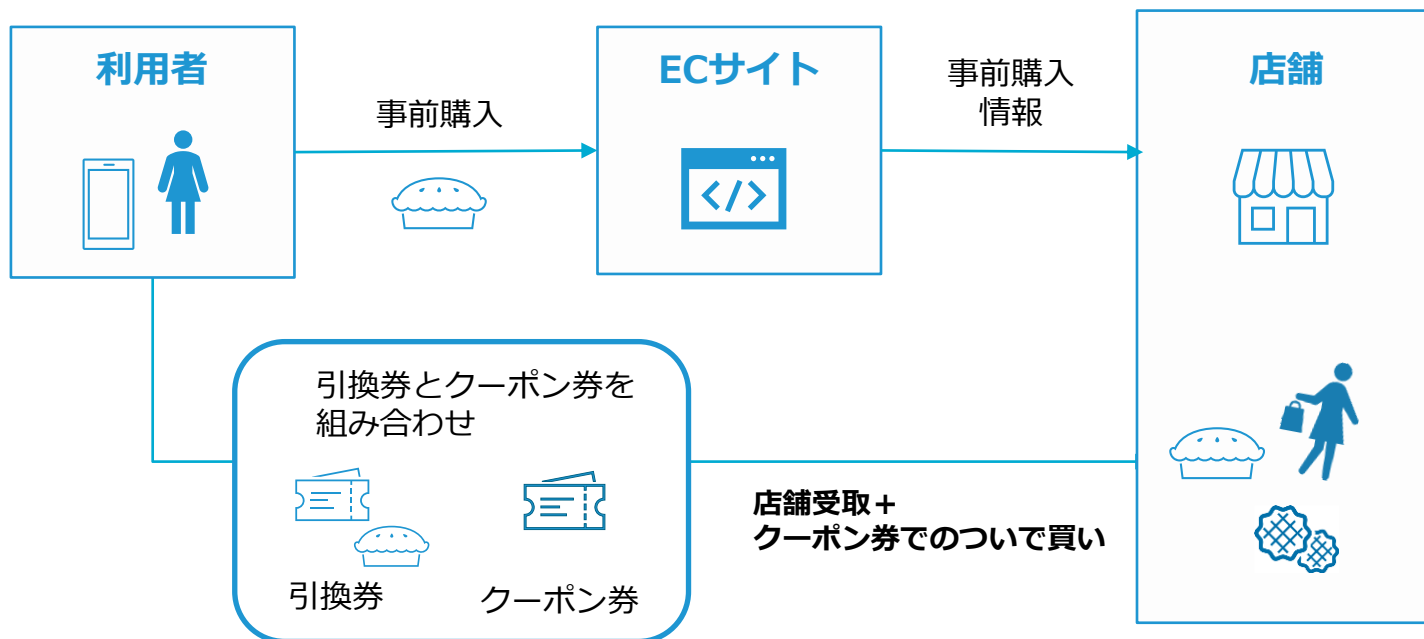 利用者
事前購入
ECサイト
</>
事前購入
情報
店舗
引換券とクーポン券を
組み合わせ
引換券
クーポン券
店舗受取＋
クーポン券でのついで買い